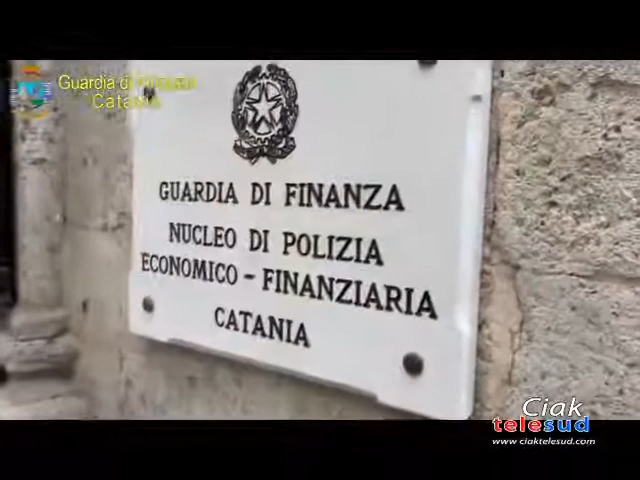 Guardia di Finanza
Catania
GUARDIA DI FINANZA
NUCLEO DI POLIZIA
ECONOMICO - FINANZIARIA
CATANIA
Ciak
telesud
www.ciaktelesud.com